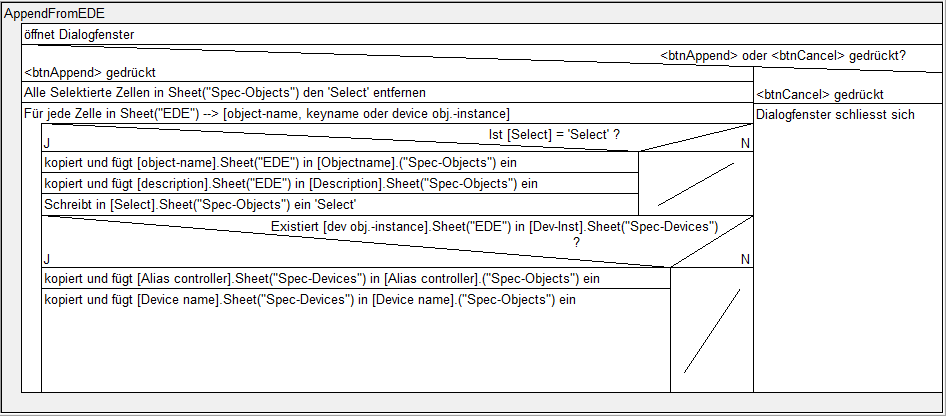 AppendFromEDE
öffnet Dialogfenster
<btnAppend> oder <btnCancel> gedrückt?
<btnAppend> gedrückt
Alle Selektierte Zellen in Sheet("Spec-Objects") den 'Select' entfernen
<btnCancel> gedrückt
Für jede Zelle in Sheet("EDE") --> [object-name, keyname oder device obj.-instance]
Dialogfenster schliesst sich
Ist [Select] = 'Select' ?
J
N
kopiert und fügt [object-name].Sheet("EDE") in [Objectname].("Spec-Objects") ein
kopiert und fügt [description].Sheet("EDE") in [Description].Sheet("Spec-Objects") ein
Schreibt in [Select].Sheet("Spec-Objects") ein 'Select'
Existiert [dev obj.-instance].Sheet("EDE") in [Dev-Inst].Sheet("Spec-Devices")
?
J
N
kopiert und fügt [Alias controller].Sheet("Spec-Devices") in [Alias controller].("Spec-Objects") ein
kopiert und fügt [Device name].Sheet("Spec-Devices") in [Device name].("Spec-Objects") ein